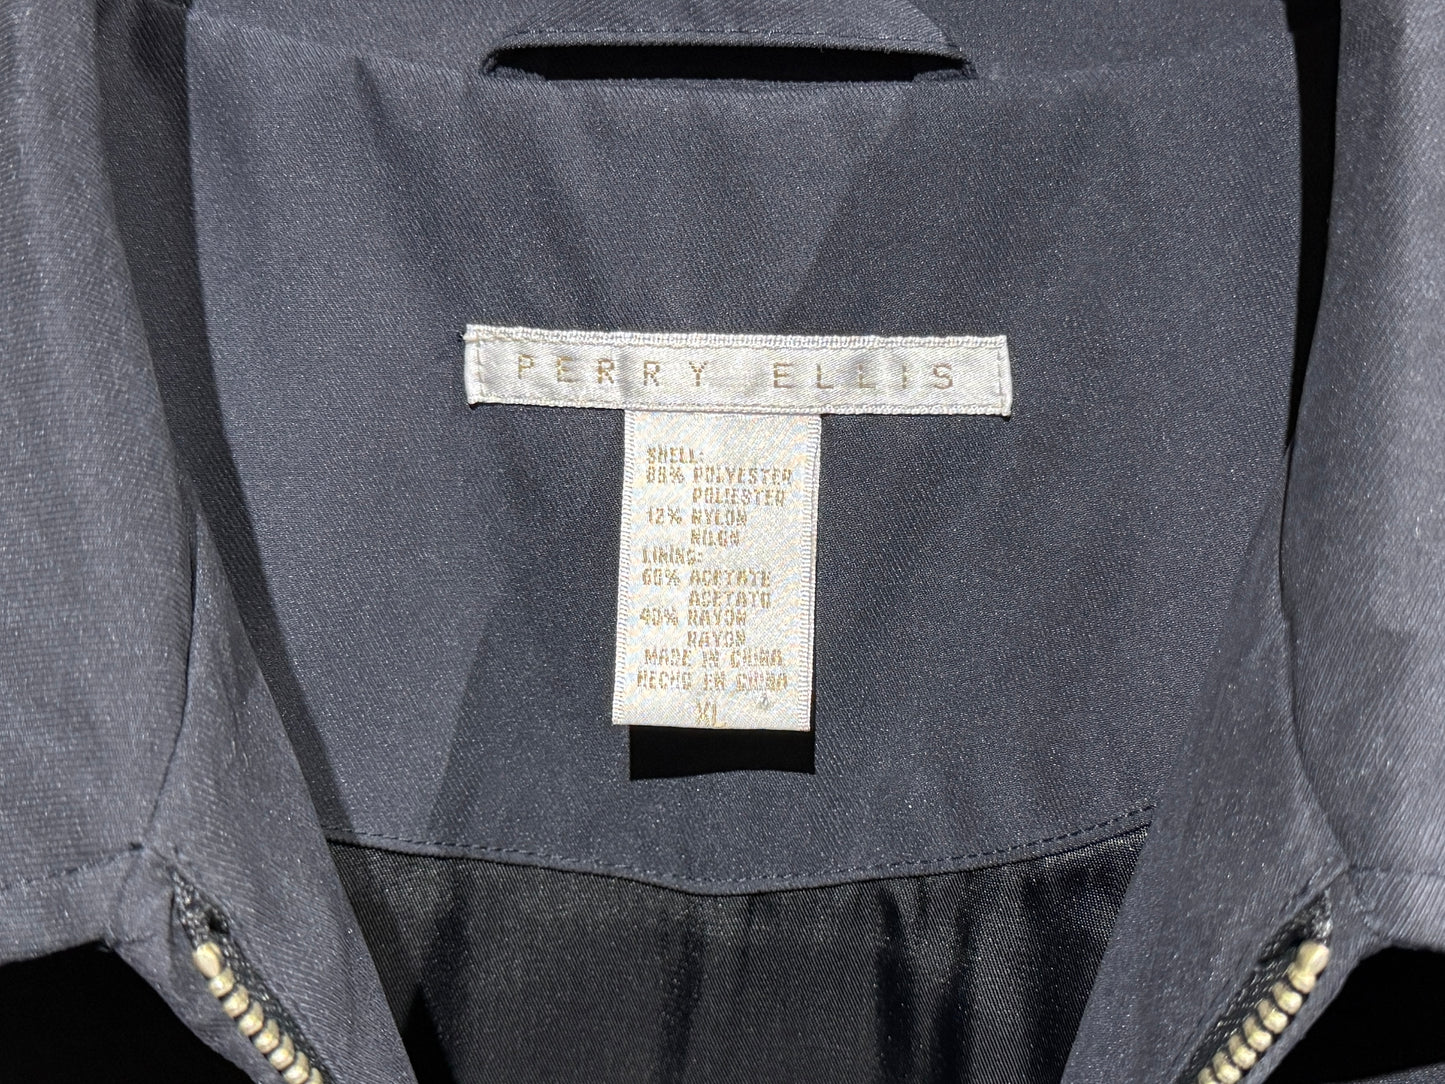 PERRY ELLIS
SHELL:
88% POLYESTER
POLIESTER
12% NYLON
NILON
LINING:
60% ACETATE
ACETATO
40% RAYON
RAYON
MADE IN CHINA
HECHO IN CHINA
XL